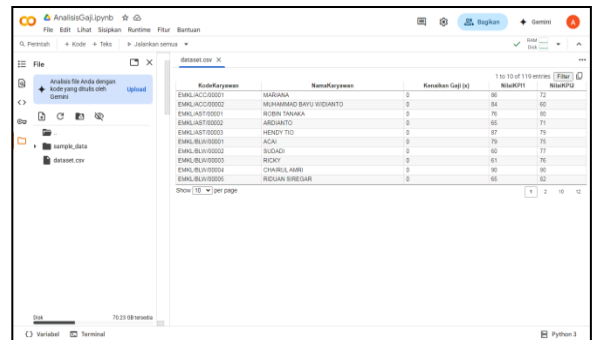 AnalisisGaji.ipynb
File Edit Lihat Sisipkan Runtime Fitur Bantuan
Bagikan Gemini A
Perintah + Kode + Teks Jalankan semua
RAM
Disk
File
dataset.csv
Analisis file Anda dengan
kode yang ditulis oleh
Gemini
Upload
..
sample_data
dataset.csv
1 to 10 of 119 entries Filter
KodeKaryawan NamaKaryawan Kenaikan Gaji (x) NilaiKPI1 NilaiKPI2
EMKL/ACC/00001 MARIANA 0 86 72
EMKL/ACC/00002 MUHAMMAD BAYU WIDIANTO 0 84 60
EMKL/AST/00001 ROBIN TANAKA 0 76 80
EMKL/AST/00002 ARDIANTO 0 65 71
EMKL/AST/00003 HENDY TIO 0 87 79
EMKL/BLW/00001 ACAI 0 79 75
EMKL/BLW/00002 SUDADI 0 60 77
EMKL/BLW/00003 RICKY 0 61 76
EMKL/BLW/00004 CHAIRUL AMRI 0 90 90
EMKL/BLW/00005 RIDUAN SIREGAR 0 65 62
Show 10 per page
1 2 10 12
Disk 70.23 GB tersedia
Variabel Terminal
Python 3